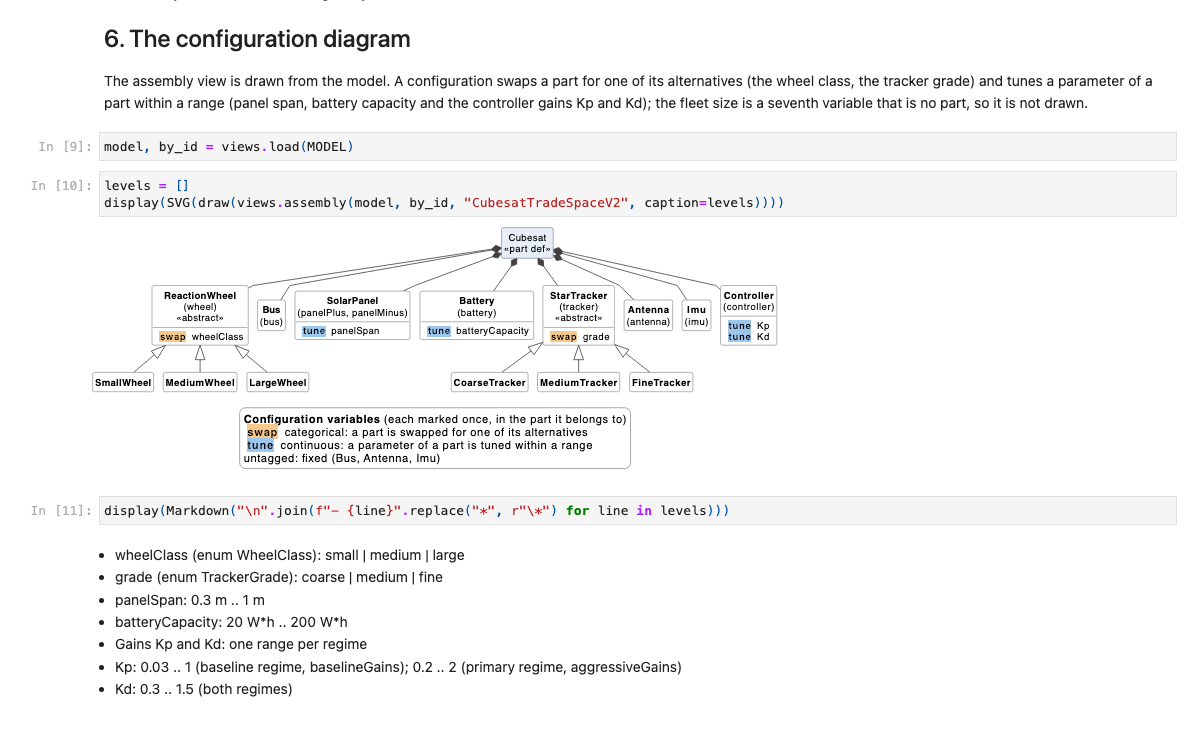 6. The configuration diagram
The assembly view is drawn from the model. A configuration swaps a part for one of its alternatives (the wheel class, the tracker grade) and tunes a parameter of a
part within a range (panel span, battery capacity and the controller gains Kp and Kd); the fleet size is a seventh variable that is no part, so it is not drawn.
In [9]: model, by_id = views.load(MODEL)
In [10]: levels = []
display(SVG(draw(views.assembly(model, by_id, "CubesatTradeSpaceV2", caption=levels))))
Cubesat
«part def»
ReactionWheel
(wheel)
«abstract»
swap wheelClass
Bus
(bus)
SolarPanel
(panelPlus, panelMinus)
tune panelSpan
Battery
(battery)
tune batteryCapacity
StarTracker
(tracker)
«abstract»
swap grade
Antenna
(antenna)
Imu
(imu)
Controller
(controller)
tune Kp
tune Kd
SmallWheel
MediumWheel
LargeWheel
CoarseTracker
MediumTracker
FineTracker
Configuration variables (each marked once, in the part it belongs to)
swap categorical: a part is swapped for one of its alternatives
tune continuous: a parameter of a part is tuned within a range
untagged: fixed (Bus, Antenna, Imu)
In [11]: display(Markdown("\n".join(f"- {line}".replace("*", r"\*") for line in levels)))
• wheelClass (enum WheelClass): small | medium | large
• grade (enum TrackerGrade): coarse | medium | fine
• panelSpan: 0.3 m .. 1 m
• batteryCapacity: 20 W*h .. 200 W*h
• Gains Kp and Kd: one range per regime
• Kp: 0.03 .. 1 (baseline regime, baselineGains); 0.2 .. 2 (primary regime, aggressiveGains)
• Kd: 0.3 .. 1.5 (both regimes)